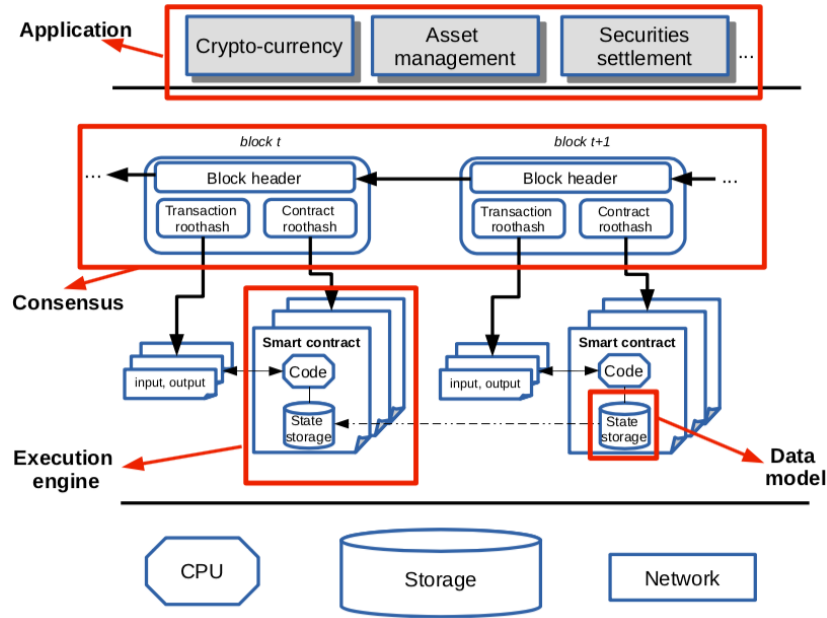 Application
Crypto-currency
Asset
management
Securities
settlement
...
block t
block t+1
...
Block header
Block header
...
Transaction
roothash
Contract
roothash
Transaction
roothash
Contract
roothash
Consensus
Smart contract
Smart contract
input, output
Code
input, output
Code
State
storage
State
storage
Execution
engine
Data
model
CPU
Storage
Network